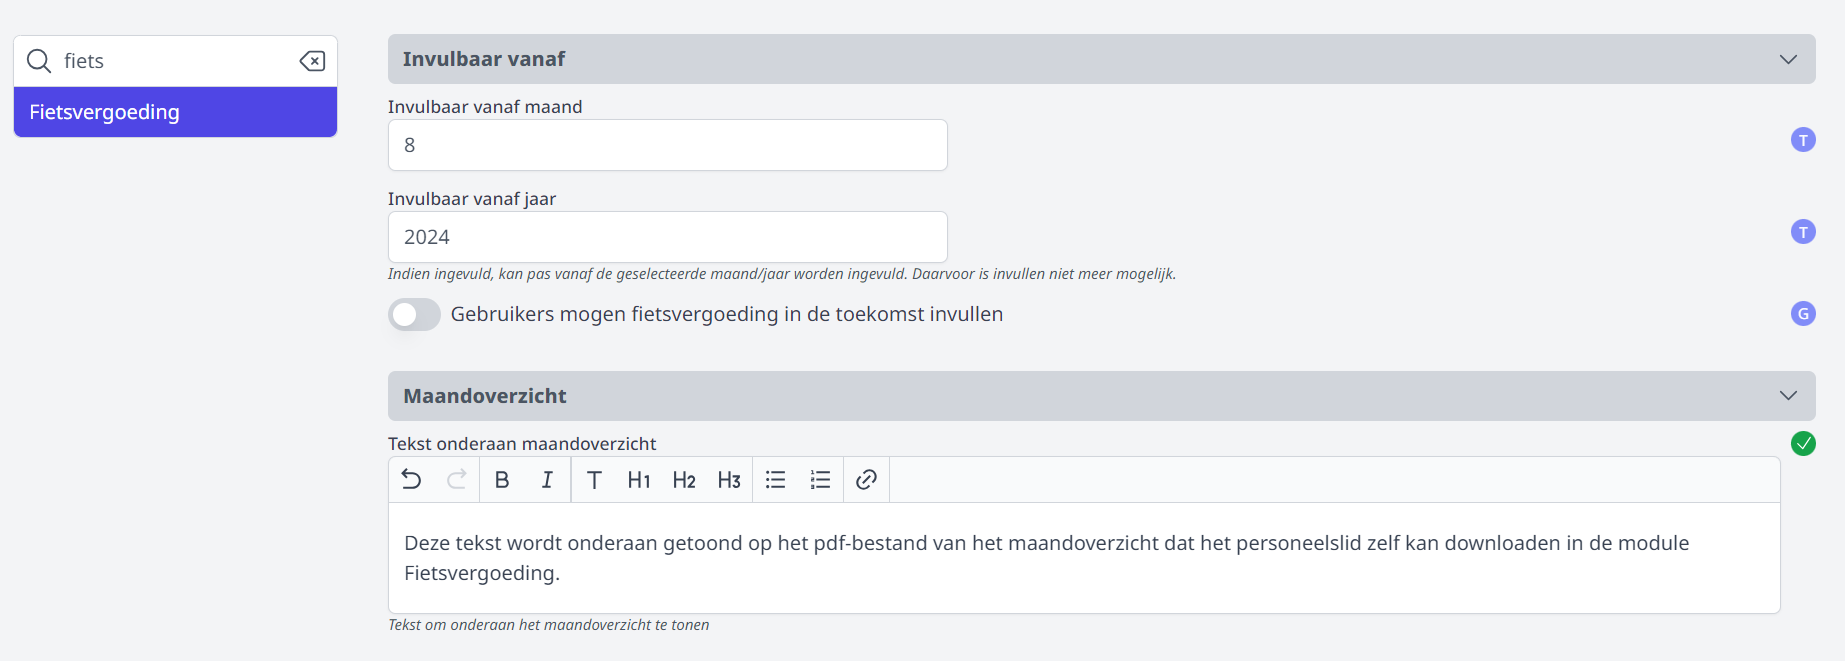 fiets
Fietsvergoeding
Invulbaar vanaf
Invulbaar vanaf maand
8
T
Invulbaar vanaf jaar
2024
T
Indien ingevuld, kan pas vanaf de geselecteerde maand/jaar worden ingevuld. Daarvoor is invullen niet meer mogelijk.
Gebruikers mogen fietsvergoeding in de toekomst invullen
G
Maandoverzicht
Tekst onderaan maandoverzicht
B I T H1 H2 H3
Deze tekst wordt onderaan getoond op het pdf-bestand van het maandoverzicht dat het personeelslid zelf kan downloaden in de module
Fietsvergoeding.
Tekst om onderaan het maandoverzicht te tonen